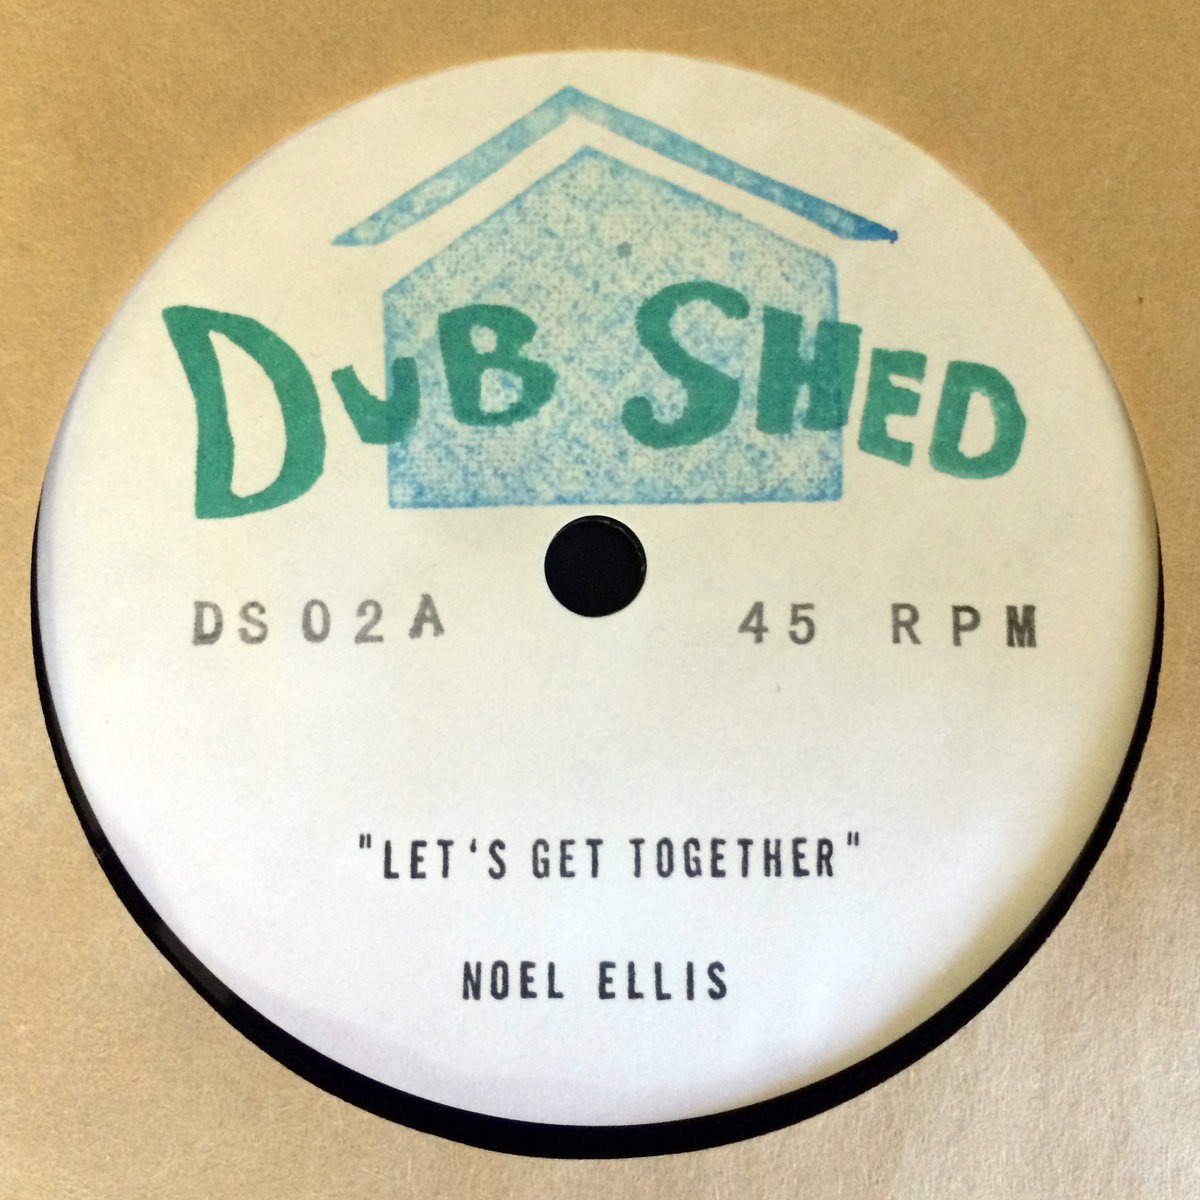 DUB SHED
DS02A 45 RPM
"LET'S GET TOGETHER"
NOEL ELLIS